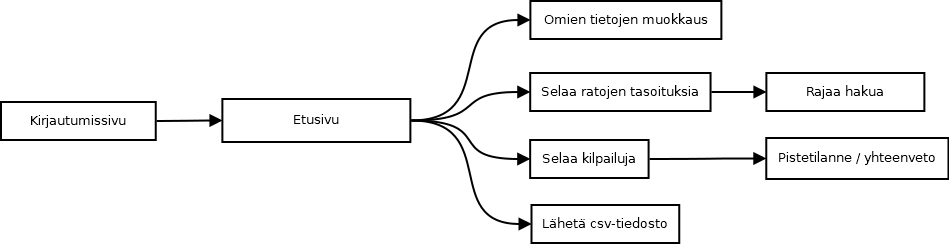 Kirjautumissivu
Etusivu
Omien tietojen muokkaus
Selaa ratojen tasoituksia
Rajaa hakua
Selaa kilpailuja
Pistetilanne / yhteenveto
Lähetä csv-tiedosto